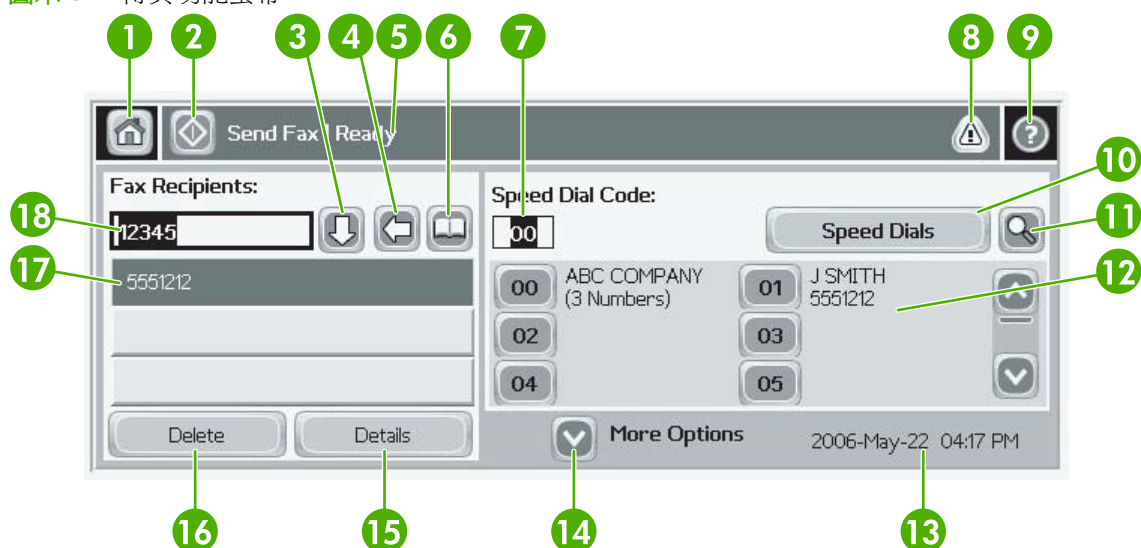 1 2 3 4 5 6 7 8 9
Send Fax | Ready
Fax Recipients:
Speed Dial Code:
10
18 12345
00
Speed Dials
11
17 5551212
00 ABC COMPANY
(3 Numbers)
01 J SMITH
5551212
12
02 03
04 05
Delete Details
More Options
2006-May-22 04:17 PM
16 15 14 13